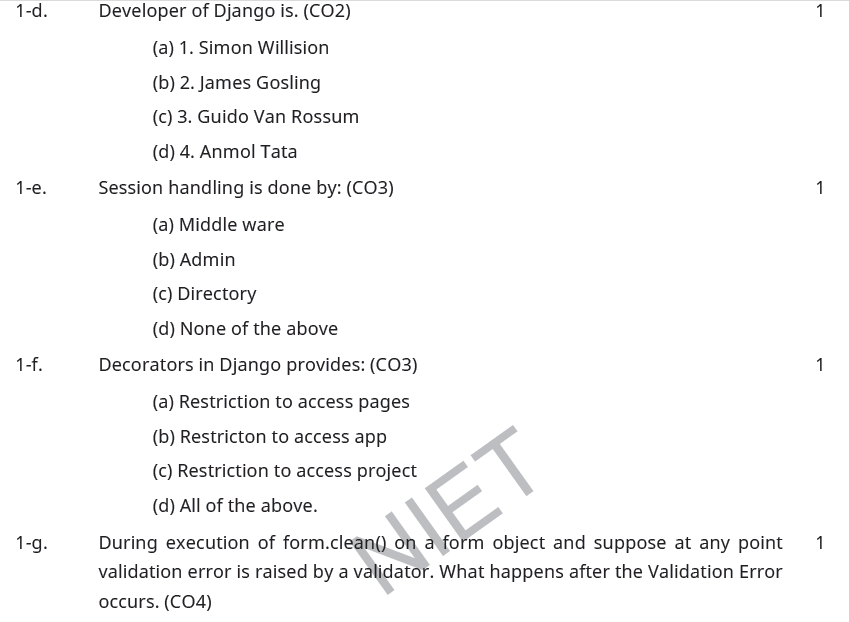 1-d. Developer of Django is. (CO2) 1
(a) 1. Simon Willision
(b) 2. James Gosling
(c) 3. Guido Van Rossum
(d) 4. Anmol Tata
1-e. Session handling is done by: (CO3) 1
(a) Middle ware
(b) Admin
(c) Directory
(d) None of the above
1-f. Decorators in Django provides: (CO3) 1
(a) Restriction to access pages
(b) Restricton to access app
(c) Restriction to access project
(d) All of the above.
NIET
1-g. During execution of form.clean() on a form object and suppose at any point 1
validation error is raised by a validator. What happens after the Validation Error
occurs. (CO4)